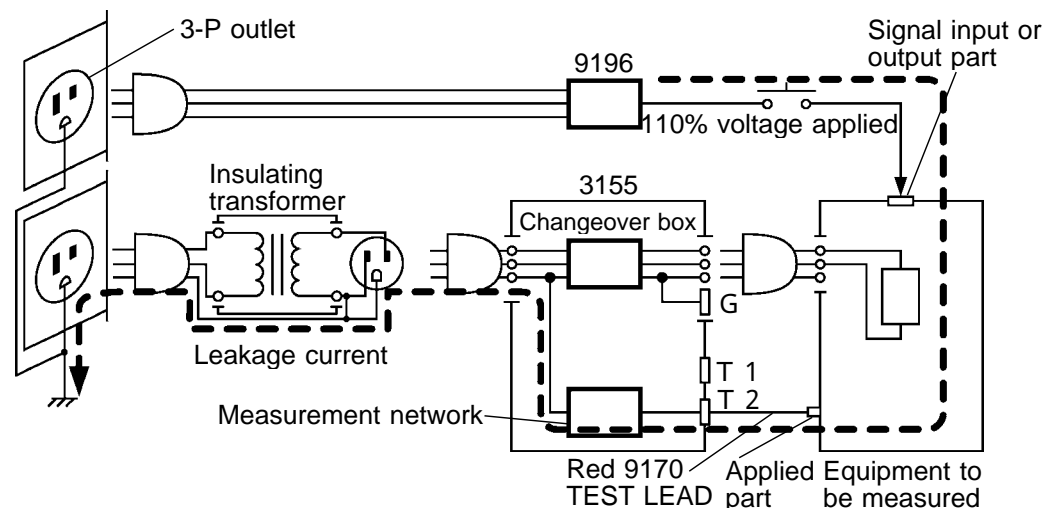 3-P outlet
Signal input or
output part
9196
110% voltage applied
Insulating
transformer
3155
Changeover box
G
Leakage current
T 1
T 2
Measurement network
Red 9170
TEST LEAD
Applied
part
Equipment to
be measured